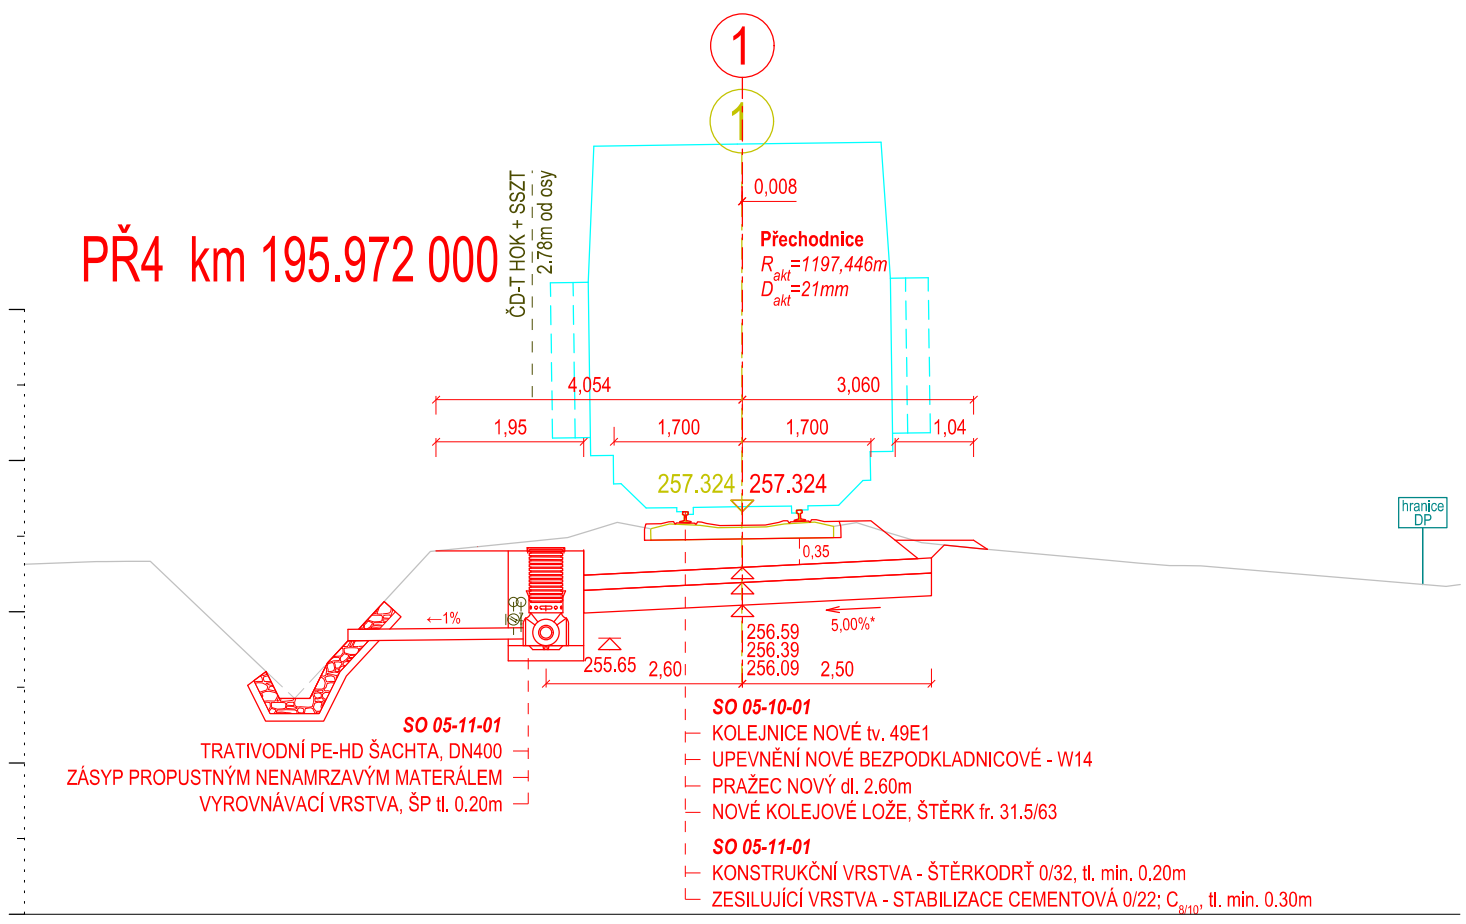 1
1
0,008
ČD-T HOK + SSZT
2.78m od osy
PŘ4 km 195.972 000
Přechodnice
Rakt=1197,446m
Dakt=21mm
4,054
3,060
1,95
1,700
1,700
1,04
257.324
257.324
hranice
DP
0,35
←1%
5,00%*
256.59
256.39
256.09
255.65
2,60
2,50
SO 05-11-01
TRATIVODNÍ PE-HD ŠACHTA, DN400
ZÁSYP PROPUSTNÝM NENAMRZAVÝM MATERÁLEM
VYROVNÁVACÍ VRSTVA, ŠP tl. 0.20m
SO 05-10-01
KOLEJNICE NOVÉ tv. 49E1
UPEVNĚNÍ NOVÉ BEZPODKLADNICOVÉ - W14
PRAŽEC NOVÝ dl. 2.60m
NOVÉ KOLEJOVÉ LOŽE, ŠTĚRK fr. 31.5/63
SO 05-11-01
KONSTRUKČNÍ VRSTVA - ŠTĚRKODRŤ 0/32, tl. min. 0,20m
ZESILUJÍCÍ VRSTVA - STABILIZACE CEMENTOVÁ 0/22; C8/10, tl. min. 0.30m